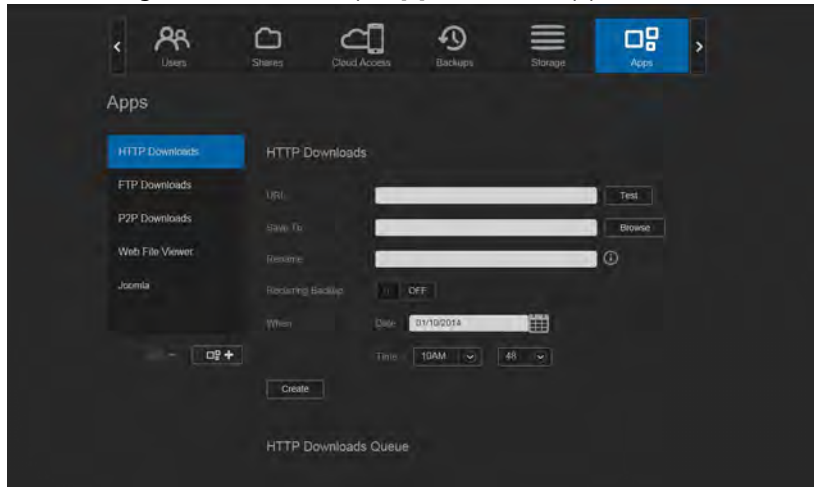 Users Shares Cloud Access Backups Storage Apps
Apps
HTTP Downloads
FTP Downloads
P2P Downloads
Web File Viewer
Joomla
HTTP Downloads
URL Test
Save To Browse
Rename
Recurring Backup OFF
When Date 01/10/2014
Time 10AM 48
Create
HTTP Downloads Queue